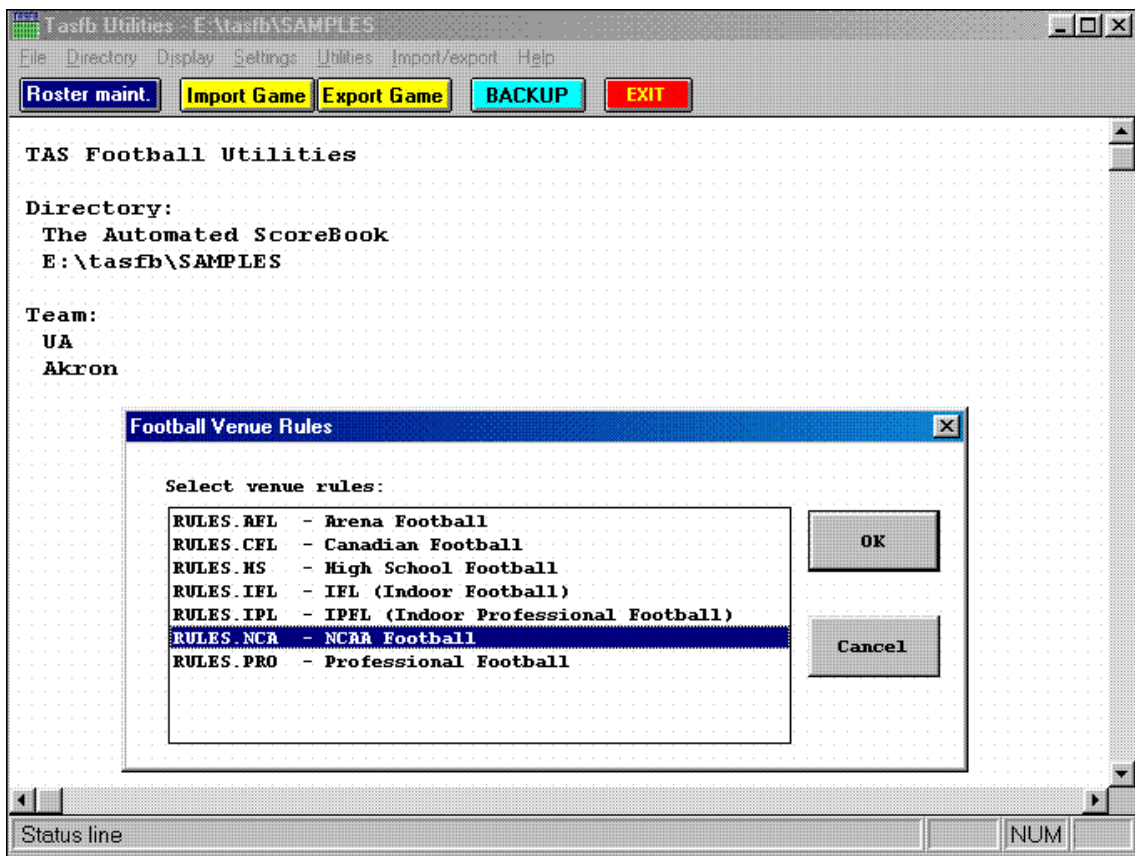 Tasfb Utilities - E:\tasfb\SAMPLES
File Directory Display Settings Utilities Import/export Help
Roster maint. Import Game Export Game BACKUP EXIT
TAS Football Utilities
Directory:
The Automated ScoreBook
E:\tasfb\SAMPLES
Team:
UA
Akron
Football Venue Rules
Select venue rules:
RULES.AFL - Arena Football
RULES.CFL - Canadian Football
RULES.HS - High School Football
RULES.IFL - IFL (Indoor Football)
RULES.IPL - IPFL (Indoor Professional Football)
RULES.NCA - NCAA Football
RULES.PRO - Professional Football
OK
Cancel
Status line NUM